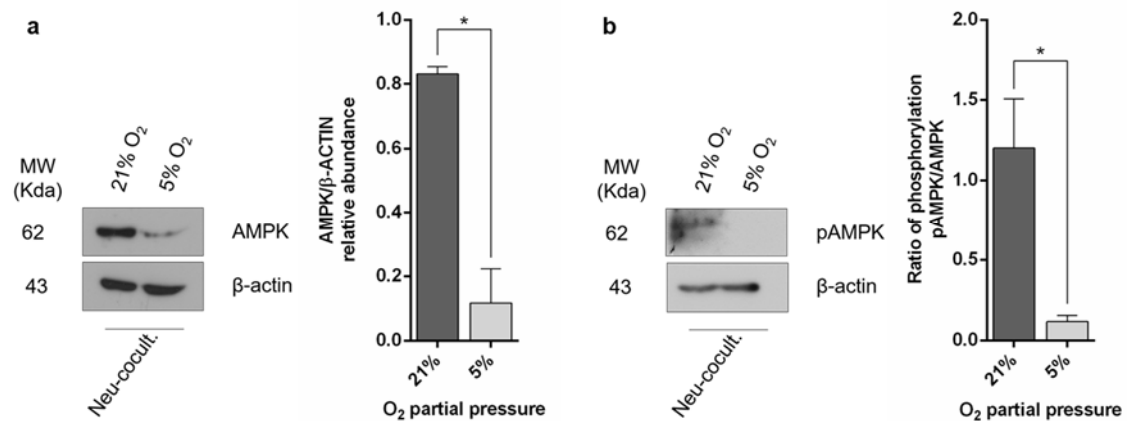 a
MW
(Kda)
21% O₂
5% O₂
62
AMPK
43
β-actin
Neu-cocult.
AMPK/β-ACTIN
relative abundance
1.0
0.8
0.6
0.4
0.2
0.0
*
21%
5%
O₂ partial pressure
b
MW
(Kda)
21% O₂
5% O₂
62
pAMPK
43
β-actin
Neu-cocult.
Ratio of phosphorylation
pAMPK/AMPK
2.0
1.5
1.0
0.5
0.0
*
21%
5%
O₂ partial pressure